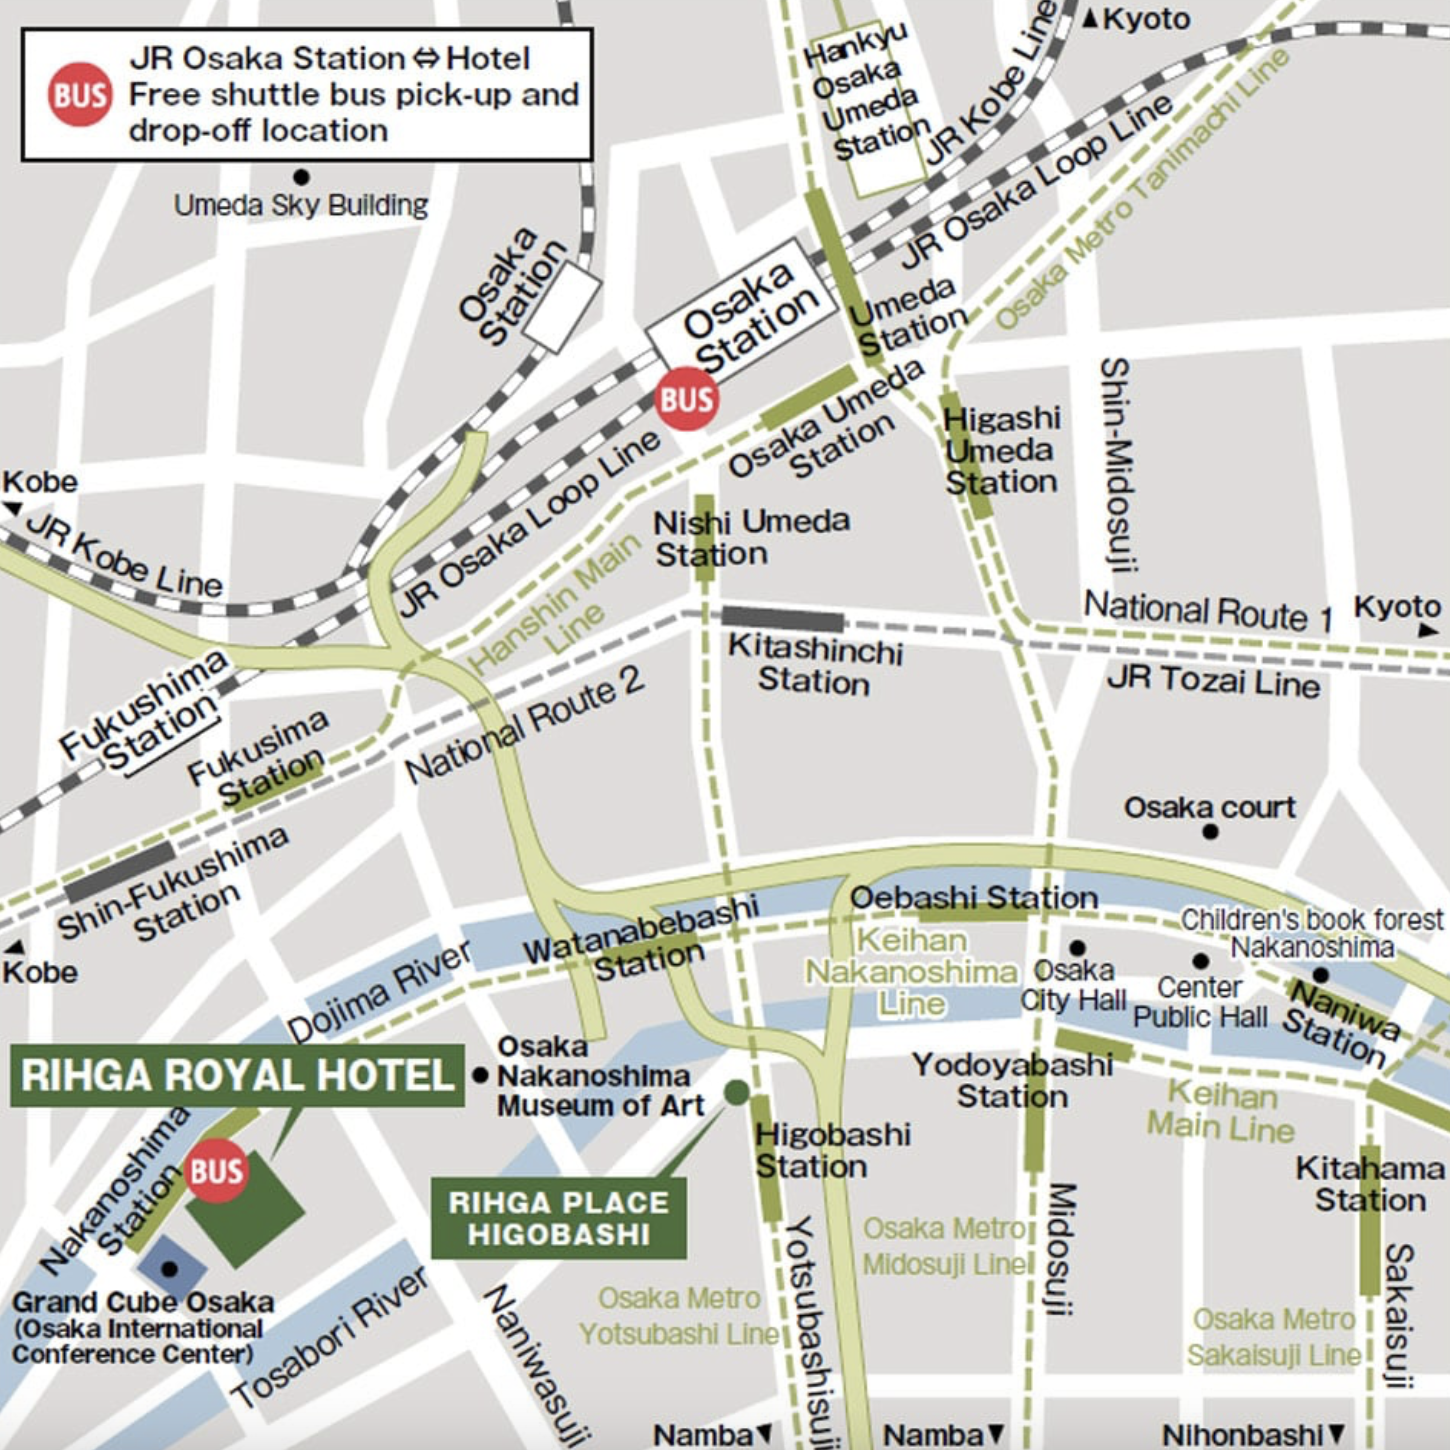 BUS
JR Osaka Station ⇔ Hotel
Free shuttle bus pick-up and
drop-off location
▲Kyoto
Hankyu
Osaka
Umeda
Station
JR Kobe Line
JR Osaka Loop Line
Osaka Metro Tanimachi Line
Umeda Sky Building
Osaka
Station
Osaka
Station
BUS
Umeda
Station
Osaka Umeda
Station
Higashi
Umeda
Station
Shin-Midosuji
Kobe
JR Kobe Line
JR Osaka Loop Line
Nishi Umeda
Station
Hanshin Main
Line
National Route 1
Kyoto
Kitashinchi
Station
JR Tozai Line
National Route 2
Fukushima
Station
Fukusima
Station
Shin-Fukushima
Station
Kobe
Osaka court
Oebashi Station
Children's book forest
Nakanoshima
Watanabebashi
Station
Keihan
Nakanoshima
Line
Osaka
City Hall
Center
Public Hall
Naniwa
Station
Dojima River
RIHGA ROYAL HOTEL
Osaka
Nakanoshima
Museum of Art
Yodoyabashi
Station
Keihan
Main Line
Nakanoshima
Station
BUS
Higobashi
Station
Kitahama
Station
RIHGA PLACE
HIGOBASHI
Osaka Metro
Midosuji Line
Midosuji
Yotsubashisuji
Sakaisuji
Grand Cube Osaka
(Osaka International
Conference Center)
Tosabori River
Naniwasuji
Osaka Metro
Yotsubashi Line
Osaka Metro
Sakaisuji Line
Namba▼
Namba▼
Nihonbashi▼